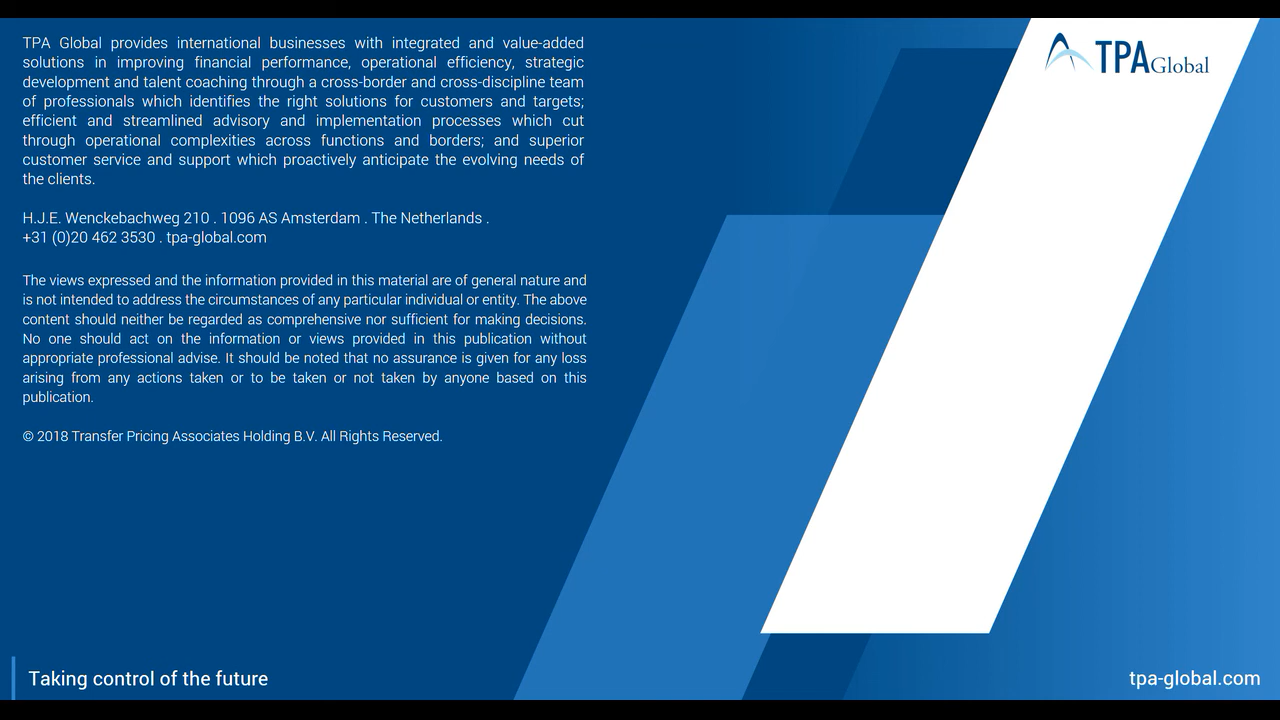 TPA Global provides international businesses with integrated and value-added
solutions in improving financial performance, operational efficiency, strategic
development and talent coaching through a cross-border and cross-discipline team
of professionals which identifies the right solutions for customers and targets;
efficient and streamlined advisory and implementation processes which cut
through operational complexities across functions and borders; and superior
customer service and support which proactively anticipate the evolving needs of
the clients.
H.J.E. Wenckebachweg 210 . 1096 AS Amsterdam . The Netherlands .
+31 (0)20 462 3530 . tpa-global.com
The views expressed and the information provided in this material are of general nature and
is not intended to address the circumstances of any particular individual or entity. The above
content should neither be regarded as comprehensive nor sufficient for making decisions.
No one should act on the information or views provided in this publication without
appropriate professional advise. It should be noted that no assurance is given for any loss
arising from any actions taken or to be taken or not taken by anyone based on this
publication.
© 2018 Transfer Pricing Associates Holding B.V. All Rights Reserved.
TPA Global
Taking control of the future
tpa-global.com